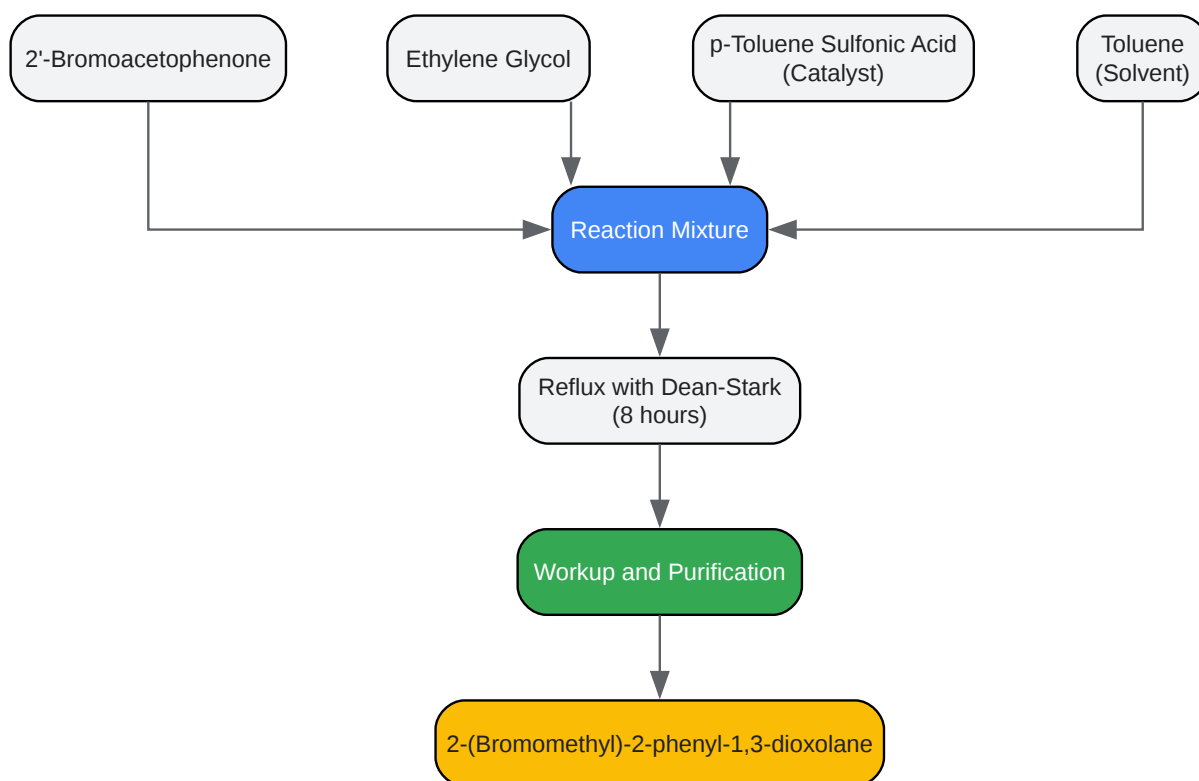 2'-Bromoacetophenone
Ethylene Glycol
p-Toluene Sulfonic Acid
(Catalyst)
Toluene
(Solvent)
Reaction Mixture
Reflux with Dean-Stark
(8 hours)
Workup and Purification
2-(Bromomethyl)-2-phenyl-1,3-dioxolane